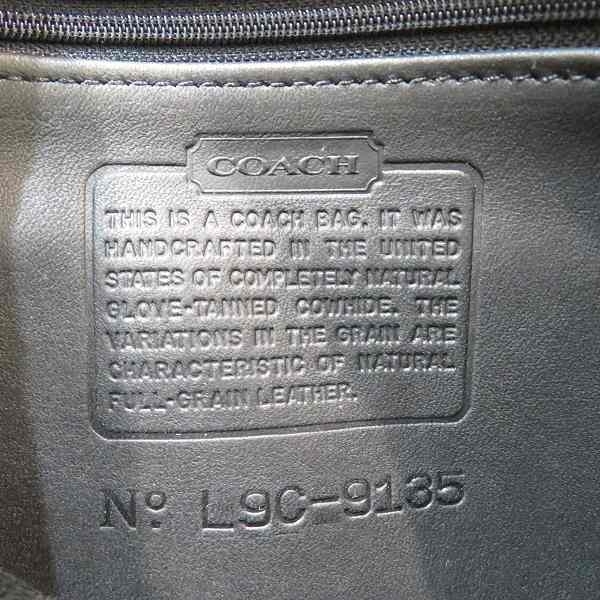 COACH
THIS IS A COACH BAG. IT WAS
HANDCRAFTED IN THE UNITED
STATES OF COMPLETELY NATURAL
GLOVE-TANNED COWHIDE. THE
VARIATIONS IN THE GRAIN ARE
CHARACTERISTIC OF NATURAL
FULL-GRAIN LEATHER.
Nº L9C-9135